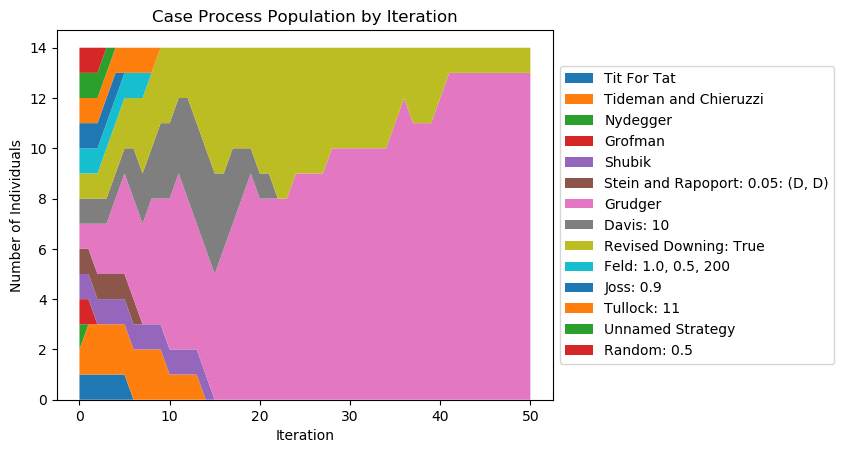 Case Process Population by Iteration
Number of Individuals
14
12
10
8
6
4
2
0
0 10 20 30 40 50
Iteration
Tit For Tat
Tideman and Chieruzzi
Nydegger
Grofman
Shubik
Stein and Rapoport: 0.05: (D, D)
Grudger
Davis: 10
Revised Downing: True
Feld: 1.0, 0.5, 200
Joss: 0.9
Tullock: 11
Unnamed Strategy
Random: 0.5